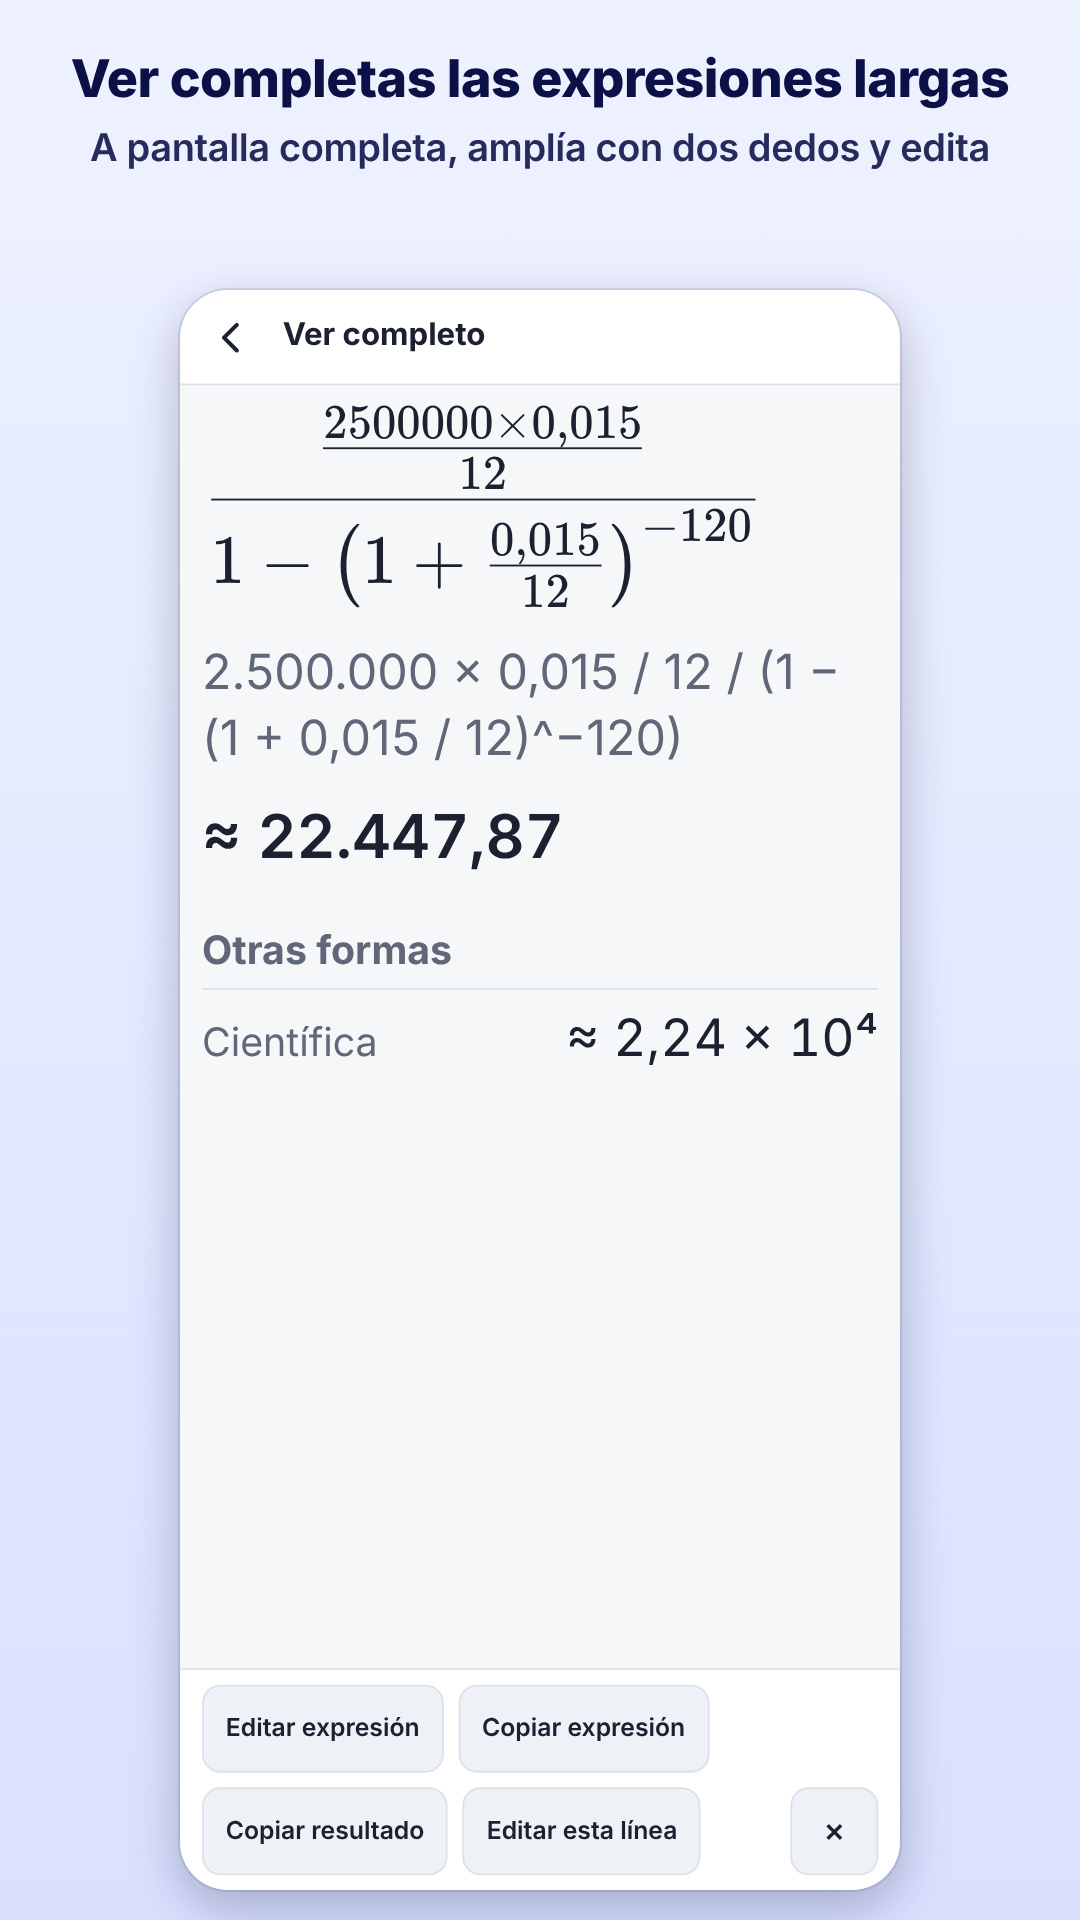 Ver completas las expresiones largas
A pantalla completa, amplía con dos dedos y edita
Ver completo
2500000×0,015
12
1 − (1 + 0,015/12)^−120
2.500.000 × 0,015 / 12 / (1 −
(1 + 0,015 / 12)^−120)
≈ 22.447,87
Otras formas
Científica ≈ 2,24 × 10⁴
Editar expresión Copiar expresión
Copiar resultado Editar esta línea ×